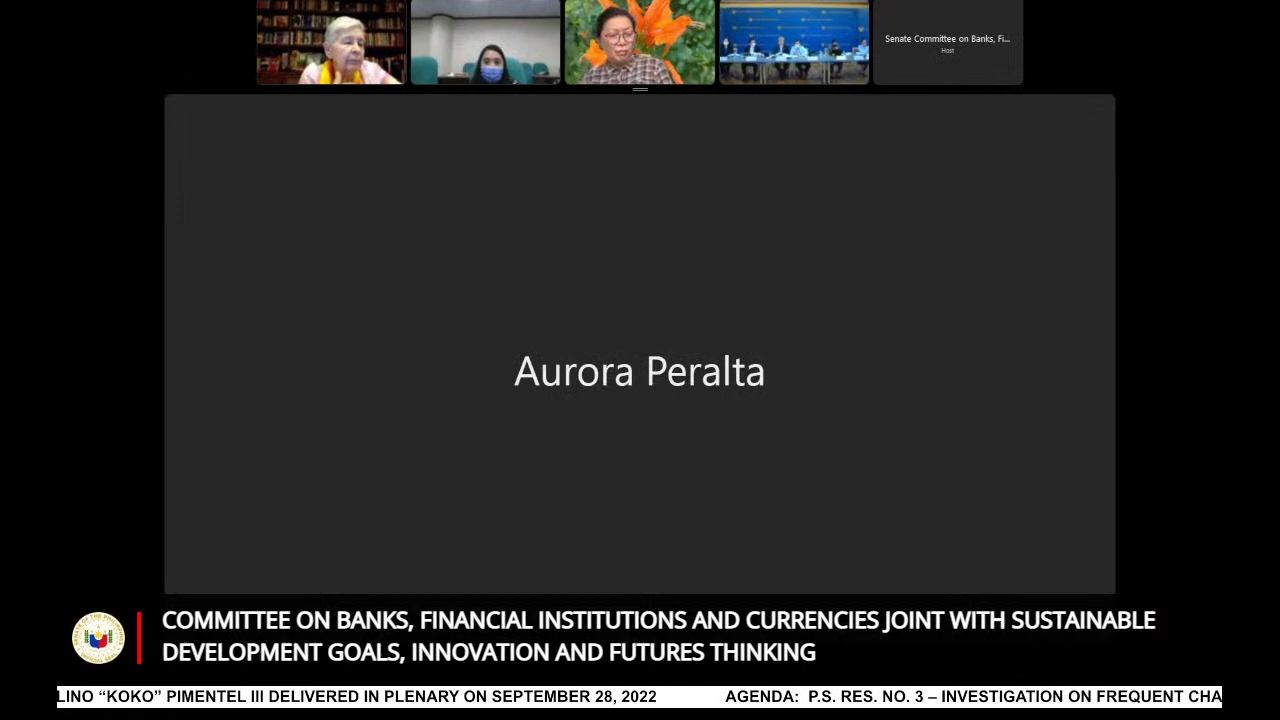 Senate Committee on Banks, Fi...
Host
Aurora Peralta
COMMITTEE ON BANKS, FINANCIAL INSTITUTIONS AND CURRENCIES JOINT WITH SUSTAINABLE
DEVELOPMENT GOALS, INNOVATION AND FUTURES THINKING
LINO “KOKO” PIMENTEL III DELIVERED IN PLENARY ON SEPTEMBER 28, 2022 AGENDA: P.S. RES. NO. 3 – INVESTIGATION ON FREQUENT CHA